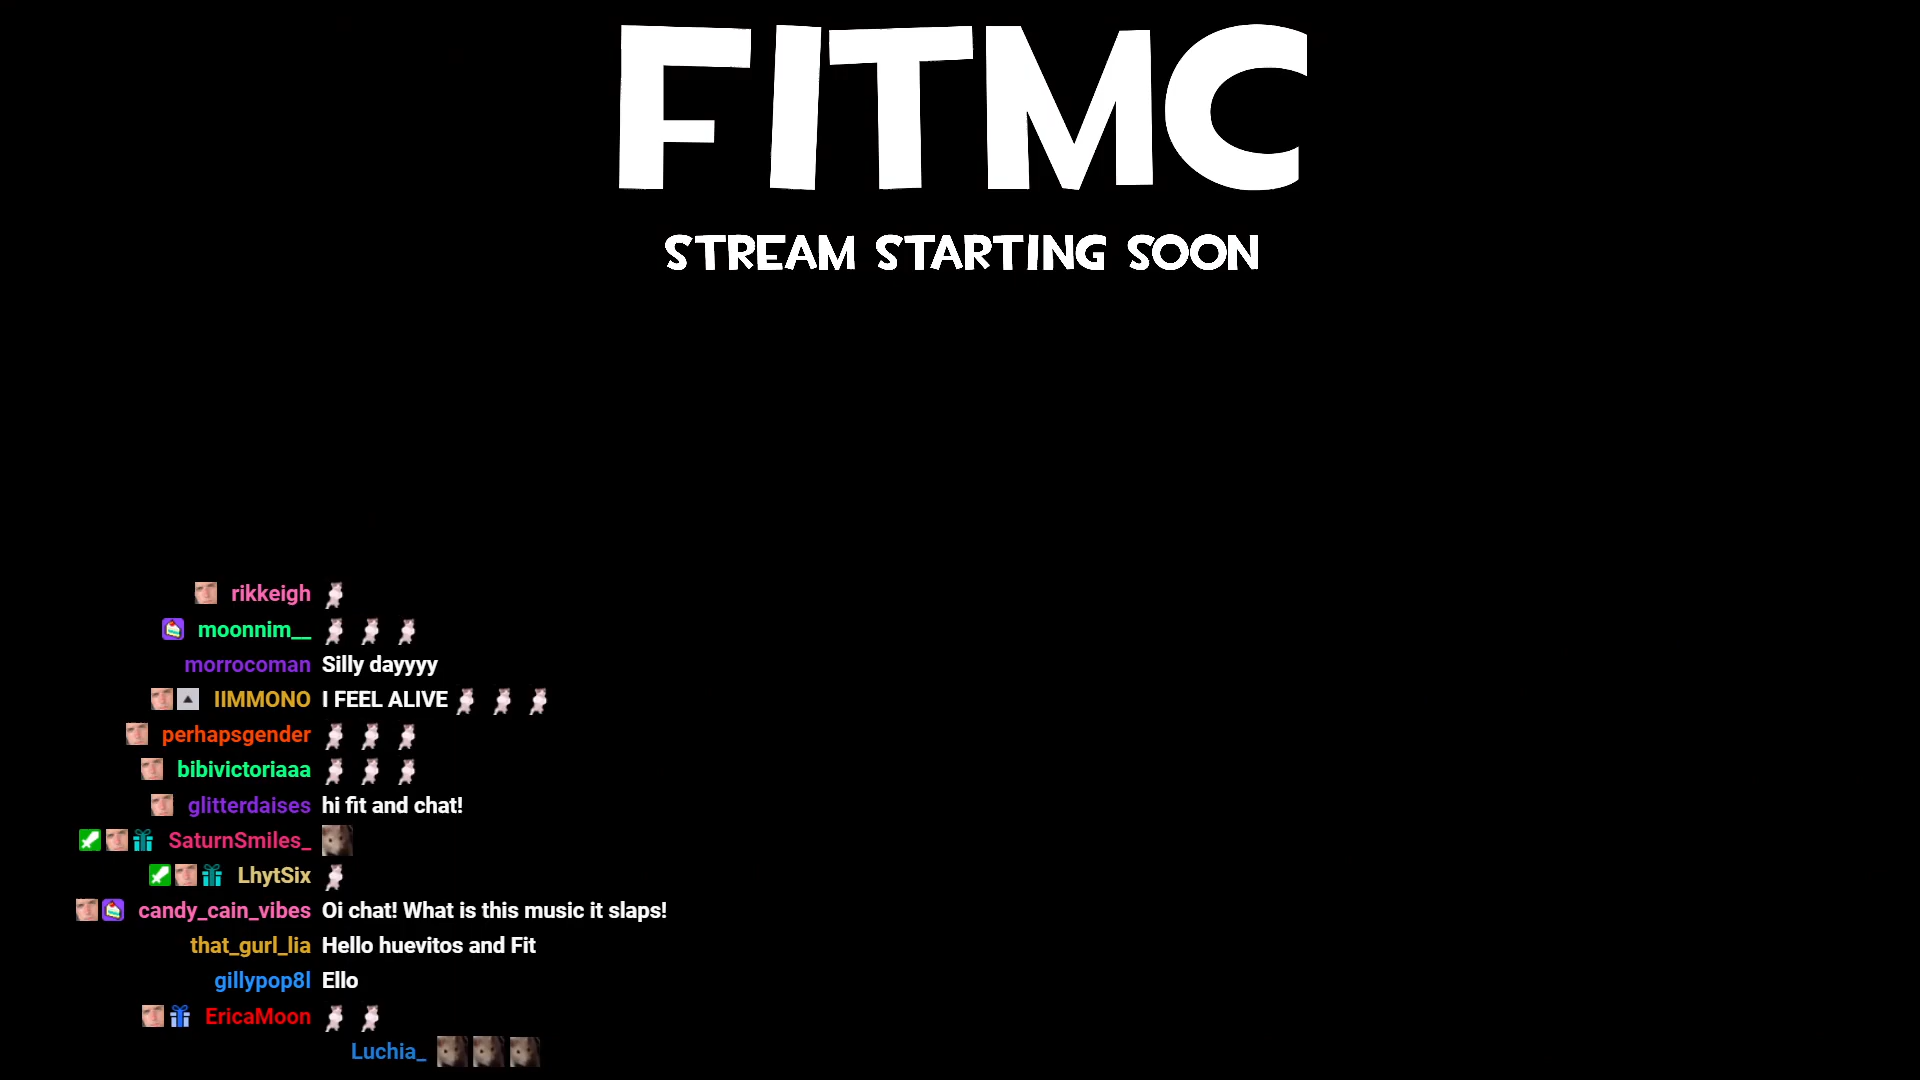 FITMC
STREAM STARTING SOON
rikkeigh
moonnim__
morrocoman Silly dayyyy
IIMMONO I FEEL ALIVE
perhapsgender
bibivictoriaaa
glitterdaises hi fit and chat!
SaturnSmiles_
LhytSix
candy_cain_vibes Oi chat! What is this music it slaps!
that_gurl_lia Hello huevitos and Fit
gillypop8l Ello
EricaMoon
Luchia_